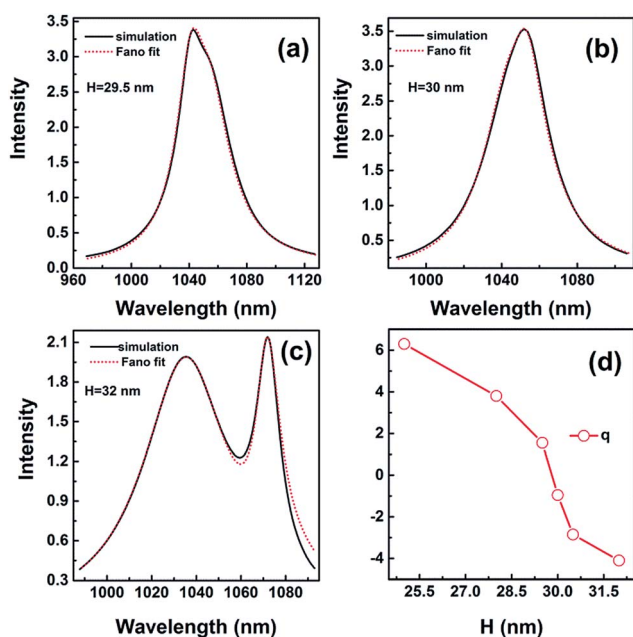 (a)
simulation
Fano fit
H=29.5 nm
Intensity
3.5
3.0
2.5
2.0
1.5
1.0
0.5
0.0
960 1000 1040 1080 1120
Wavelength (nm)
(b)
simulation
Fano fit
H=30 nm
Intensity
3.5
3.0
2.5
2.0
1.5
1.0
0.5
1000 1040 1080
Wavelength (nm)
(c)
simulation
Fano fit
H=32 nm
Intensity
2.1
1.8
1.5
1.2
0.9
0.6
0.3
1000 1020 1040 1060 1080
Wavelength (nm)
(d)
q
6
4
2
0
-2
-4
25.5 27.0 28.5 30.0 31.5
H (nm)